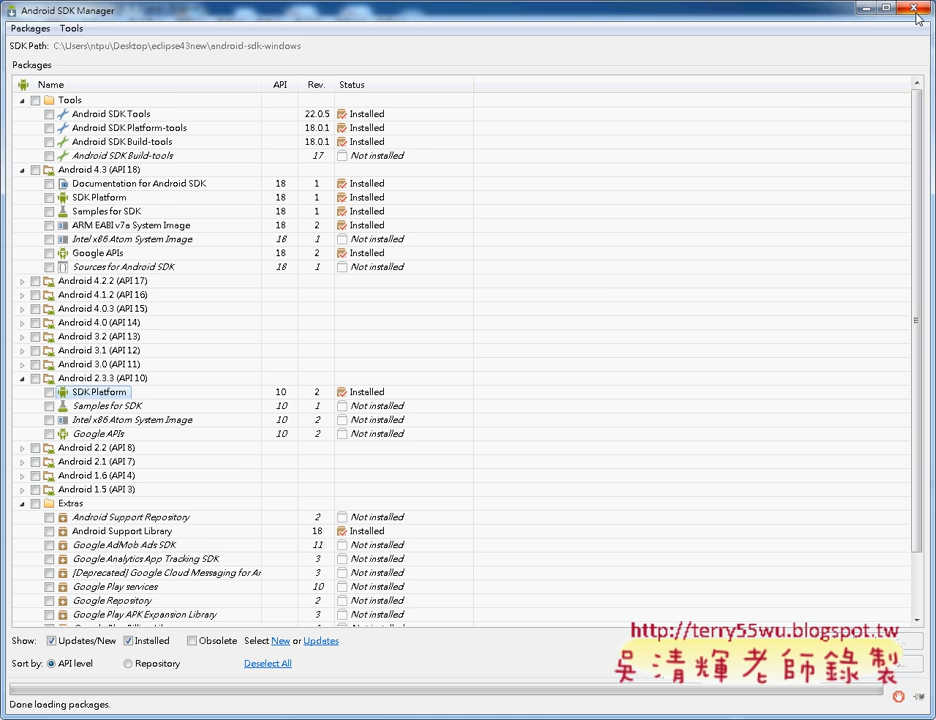 Android SDK Manager
Packages Tools
SDK Path: C:\Users\ntpu\Desktop\eclipse43new\android-sdk-windows
Packages
Name API Rev. Status
Tools
Android SDK Tools 22.0.5 Installed
Android SDK Platform-tools 18.0.1 Installed
Android SDK Build-tools 18.0.1 Installed
Android SDK Build-tools 17 Not installed
Android 4.3 (API 18)
Documentation for Android SDK 18 1 Installed
SDK Platform 18 1 Installed
Samples for SDK 18 1 Installed
ARM EABI v7a System Image 18 2 Installed
Intel x86 Atom System Image 18 1 Not installed
Google APIs 18 2 Installed
Sources for Android SDK 18 1 Not installed
Android 4.2.2 (API 17)
Android 4.1.2 (API 16)
Android 4.0.3 (API 15)
Android 4.0 (API 14)
Android 3.2 (API 13)
Android 3.1 (API 12)
Android 3.0 (API 11)
Android 2.3.3 (API 10)
SDK Platform 10 2 Installed
Samples for SDK 10 1 Not installed
Intel x86 Atom System Image 10 2 Not installed
Google APIs 10 2 Not installed
Android 2.2 (API 8)
Android 2.1 (API 7)
Android 1.6 (API 4)
Android 1.5 (API 3)
Extras
Android Support Repository 2 Not installed
Android Support Library 18 Installed
Google AdMob Ads SDK 11 Not installed
Google Analytics App Tracking SDK 3 Not installed
[Deprecated] Google Cloud Messaging for Ar 3 Not installed
Google Play services 10 Not installed
Google Repository 2 Not installed
Google Play APK Expansion Library 3 Not installed
Show: Updates/New Installed Obsolete Select New or Updates
Sort by: API level Repository Deselect All
http://terry55wu.blogspot.tw
吳清輝老師錄製
Done loading packages.